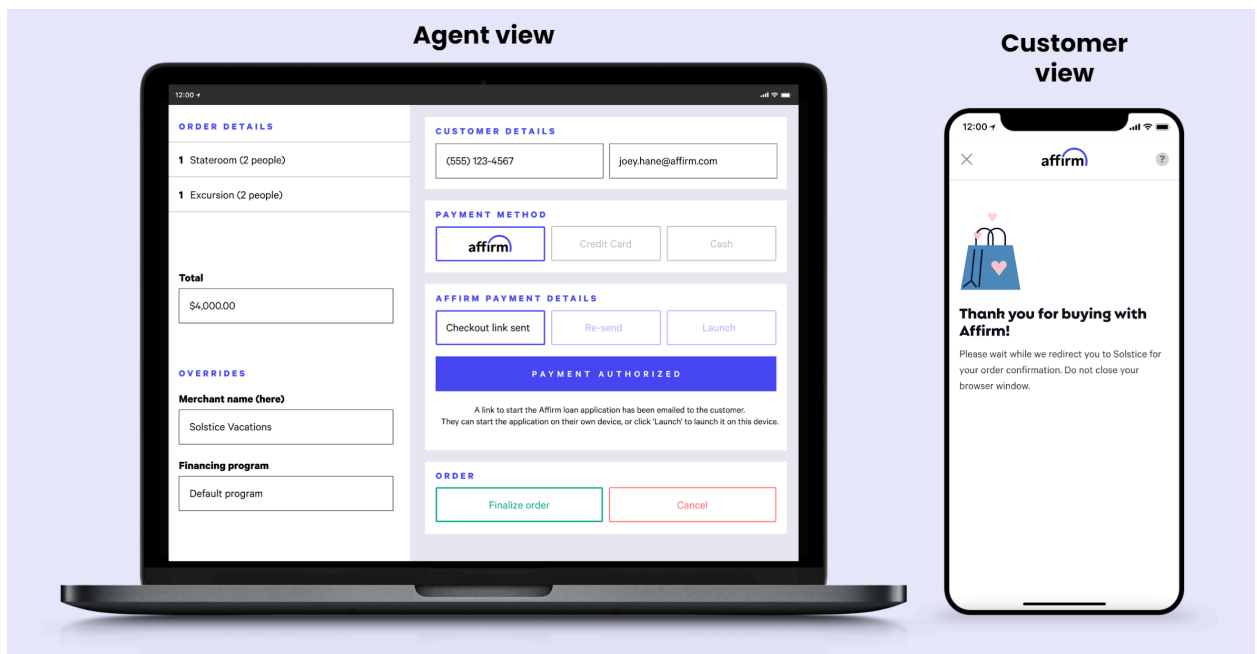 Agent view
12:00
ORDER DETAILS
1 Stateroom (2 people)
1 Excursion (2 people)
Total
$4,000.00
OVERRIDES
Merchant name (here)
Solstice Vacations
Financing program
Default program
CUSTOMER DETAILS
(555) 123-4567
joey.hane@affirm.com
PAYMENT METHOD
affirm
Credit Card
Cash
AFFIRM PAYMENT DETAILS
Checkout link sent
Re-send
Launch
PAYMENT AUTHORIZED
A link to start the Affirm loan application has been emailed to the customer.
They can start the application on their own device, or click 'Launch' to launch it on this device.
ORDER
Finalize order
Cancel
Customer
view
12:00
affirm
?
Thank you for buying with
Affirm!
Please wait while we redirect you to Solstice for
your order confirmation. Do not close your
browser window.